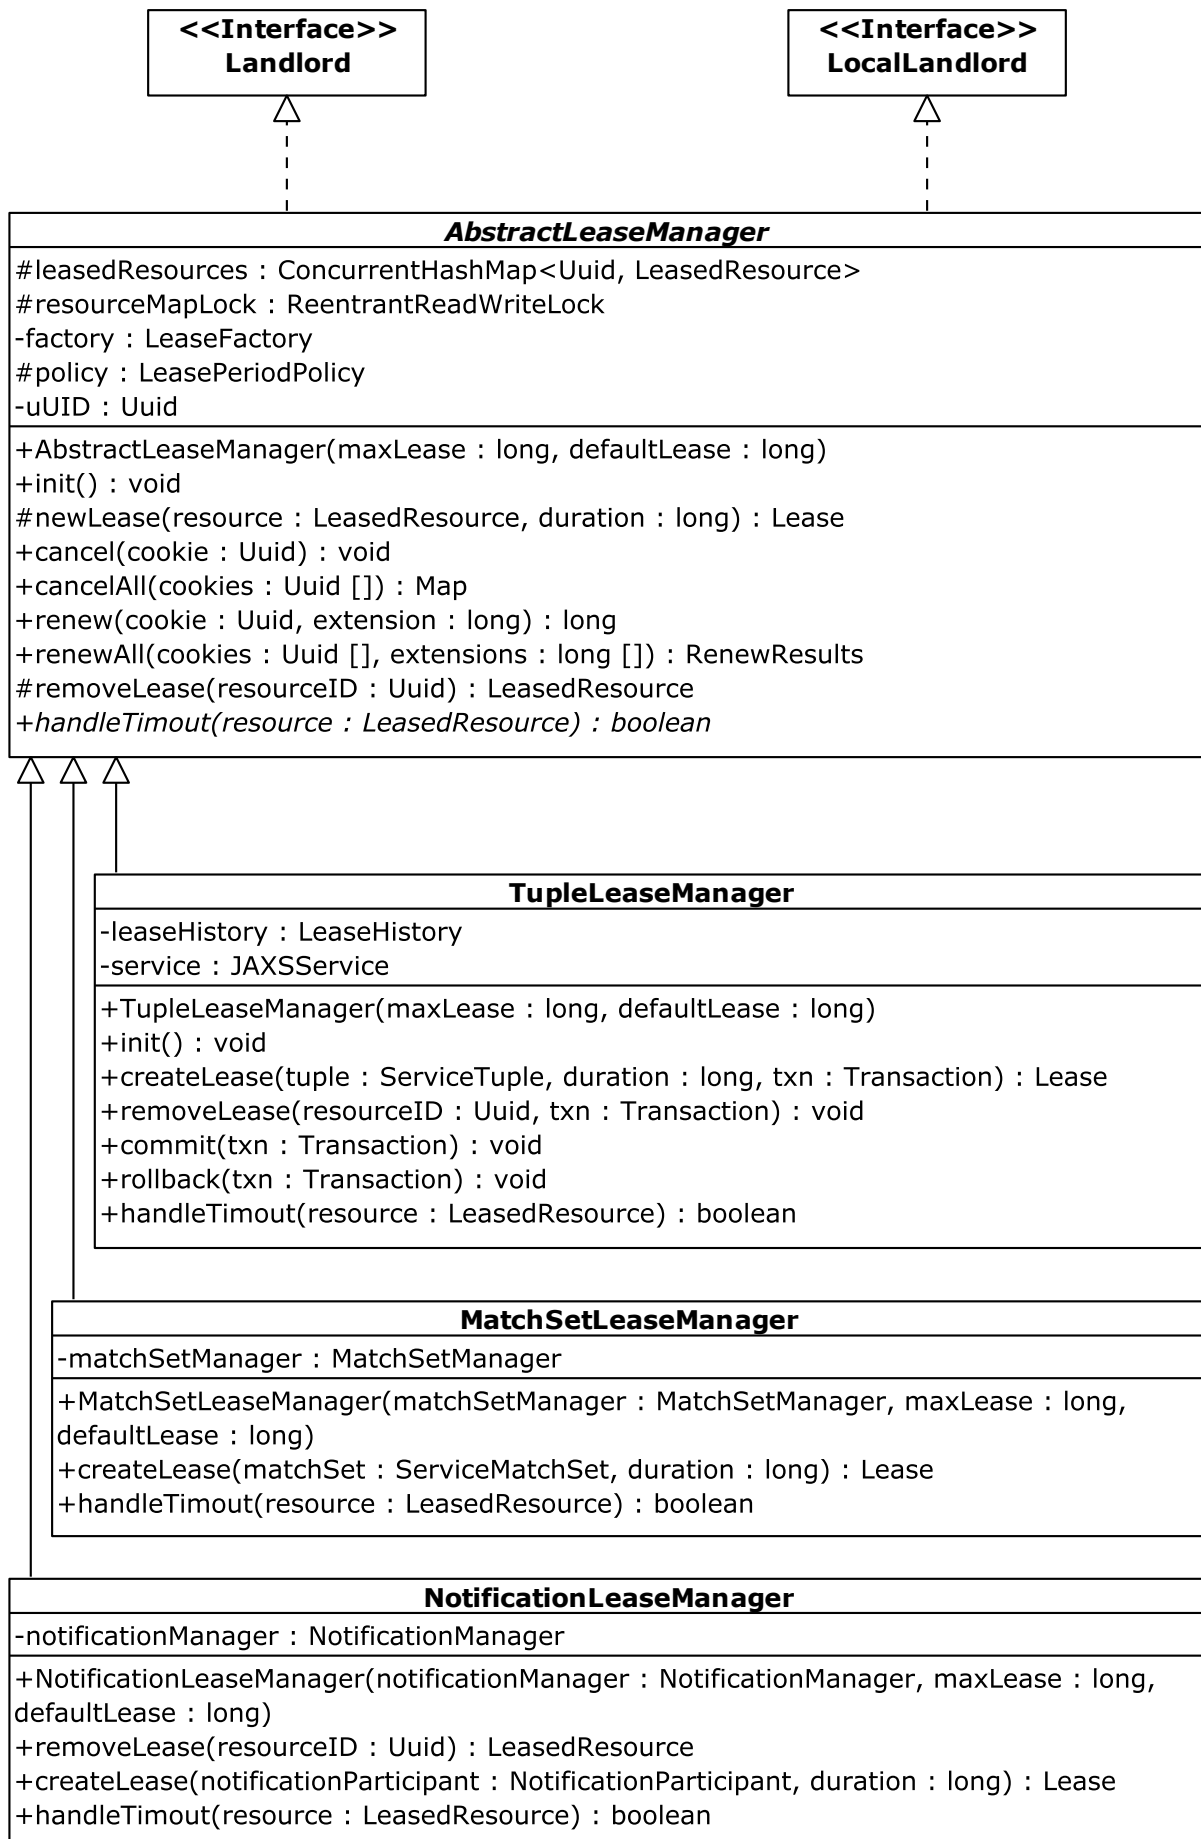 <<Interface>>
Landlord
<<Interface>>
LocalLandlord
AbstractLeaseManager
#leasedResources : ConcurrentHashMap<Uuid, LeasedResource>
#resourceMapLock : ReentrantReadWriteLock
-factory : LeaseFactory
#policy : LeasePeriodPolicy
-uUID : Uuid
+AbstractLeaseManager(maxLease : long, defaultLease : long)
+init() : void
#newLease(resource : LeasedResource, duration : long) : Lease
+cancel(cookie : Uuid) : void
+cancelAll(cookies : Uuid []) : Map
+renew(cookie : Uuid, extension : long) : long
+renewAll(cookies : Uuid [], extensions : long []) : RenewResults
#removeLease(resourceID : Uuid) : LeasedResource
+handleTimout(resource : LeasedResource) : boolean
TupleLeaseManager
-leaseHistory : LeaseHistory
-service : JAXSService
+TupleLeaseManager(maxLease : long, defaultLease : long)
+init() : void
+createLease(tuple : ServiceTuple, duration : long, txn : Transaction) : Lease
+removeLease(resourceID : Uuid, txn : Transaction) : void
+commit(txn : Transaction) : void
+rollback(txn : Transaction) : void
+handleTimout(resource : LeasedResource) : boolean
MatchSetLeaseManager
-matchSetManager : MatchSetManager
+MatchSetLeaseManager(matchSetManager : MatchSetManager, maxLease : long,
defaultLease : long)
+createLease(matchSet : ServiceMatchSet, duration : long) : Lease
+handleTimout(resource : LeasedResource) : boolean
NotificationLeaseManager
-notificationManager : NotificationManager
+NotificationLeaseManager(notificationManager : NotificationManager, maxLease : long,
defaultLease : long)
+removeLease(resourceID : Uuid) : LeasedResource
+createLease(notificationParticipant : NotificationParticipant, duration : long) : Lease
+handleTimout(resource : LeasedResource) : boolean